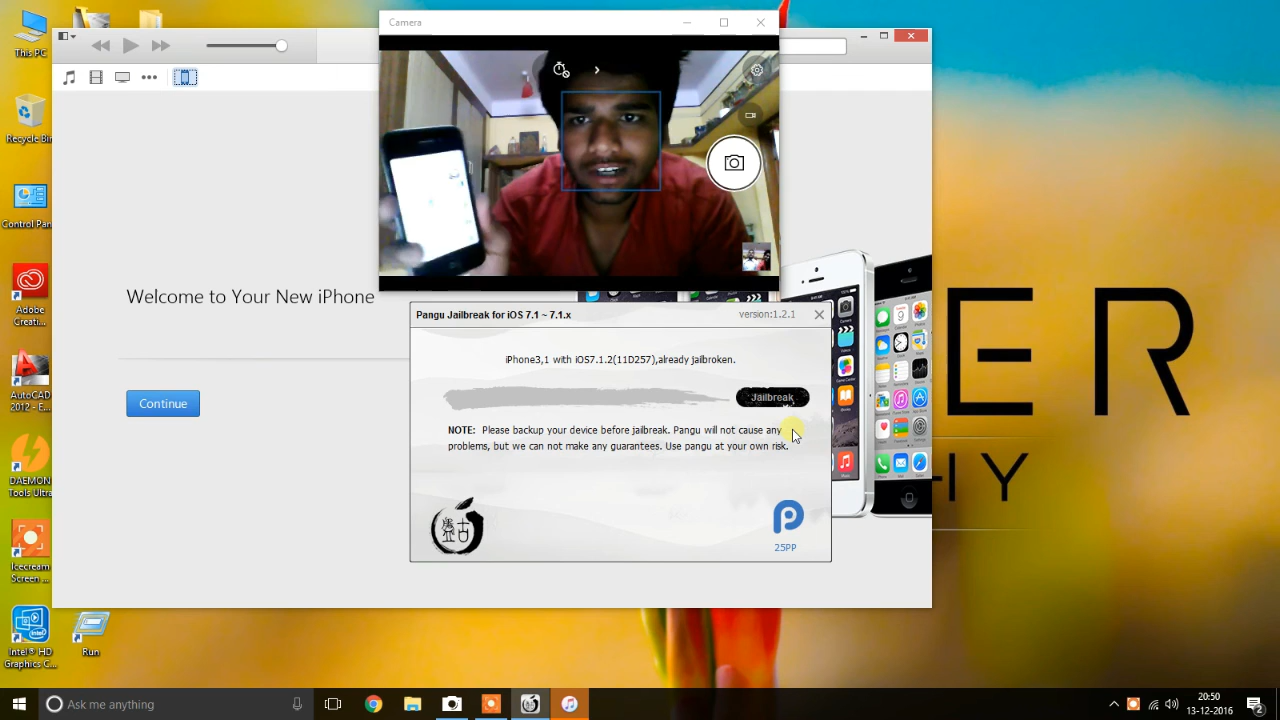 Camera
This PC
Recycle Bin
Control Pan...
Adobe
Creati...
AutoCAD
2012 - E...
DAEMON
Tools Ultra
Icecream
Screen ...
Intel® HD
Graphics C...
Run
Welcome to Your New iPhone
Continue
Pangu Jailbreak for iOS 7.1 ~ 7.1.x
version:1.2.1
iPhone3,1 with iOS7.1.2(11D257),already jailbroken.
Jailbreak
NOTE: Please backup your device before jailbreak. Pangu will not cause any
problems, but we can not make any guarantees. Use pangu at your own risk.
25PP
ER
HY
Ask me anything
20:50
13-12-2016
2